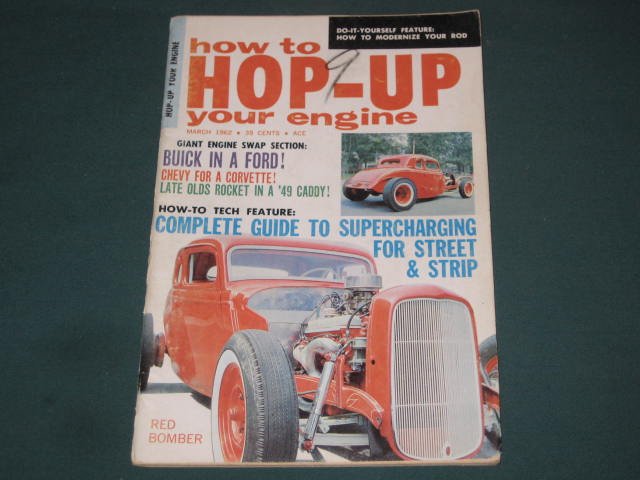 DO-IT-YOURSELF FEATURE:
HOW TO MODERNIZE YOUR ROD
HOP-UP YOUR ENGINE
how to
9
HOP-UP
your engine
MARCH 1962 • 35 CENTS • ACE
GIANT ENGINE SWAP SECTION:
BUICK IN A FORD!
CHEVY FOR A CORVETTE!
LATE OLDS ROCKET IN A '49 CADDY!
HOW-TO TECH FEATURE:
COMPLETE GUIDE TO SUPERCHARGING
FOR STREET
& STRIP
RED
BOMBER